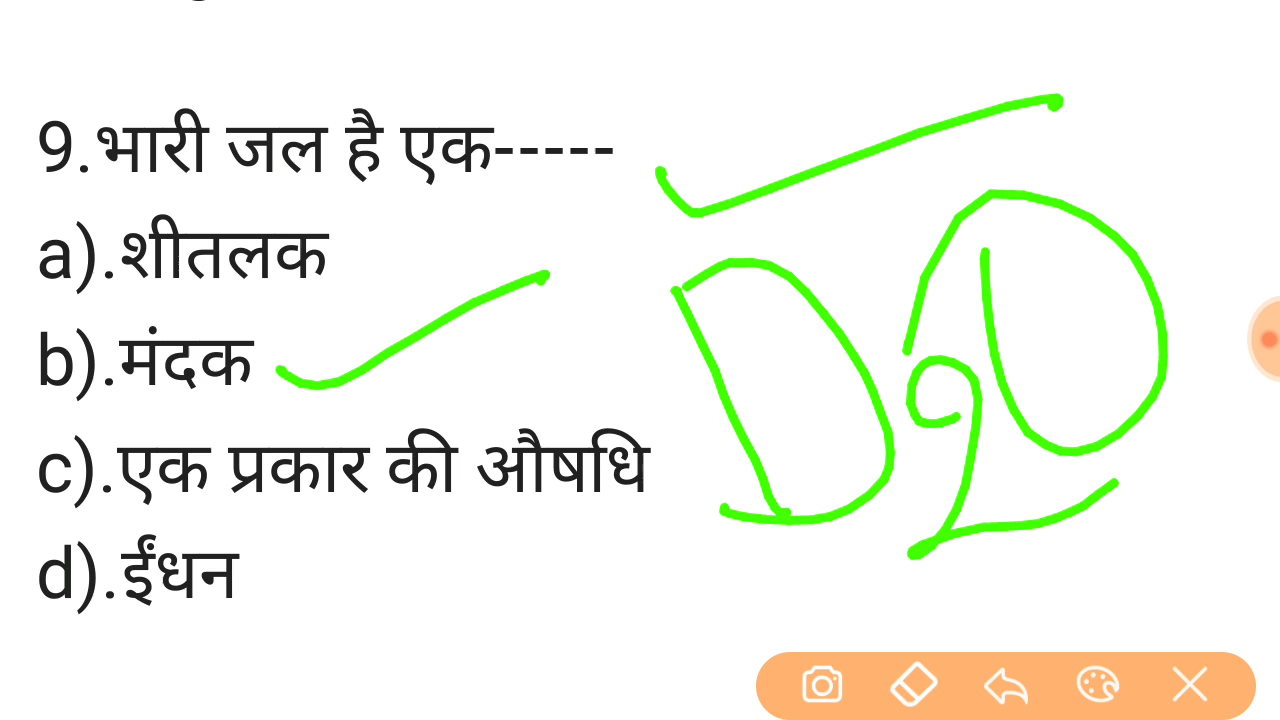 9.भारी जल है एक-----
a).शीतलक
b).मंदक
c).एक प्रकार की औषधि
d).ईंधन
D2O